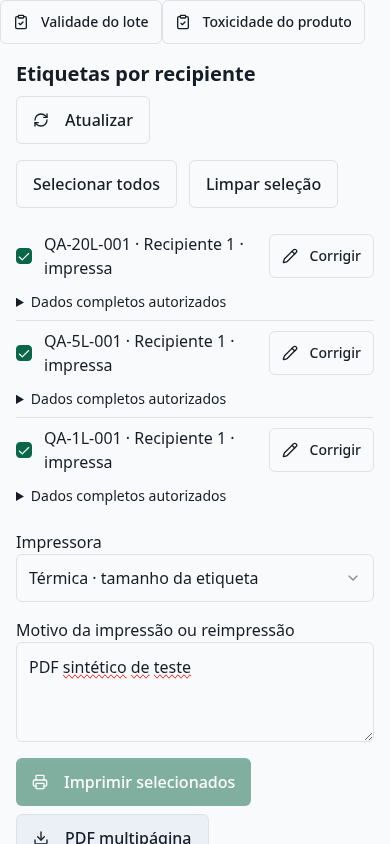 Validade do lote
Toxicidade do produto
Etiquetas por recipiente
Atualizar
Selecionar todos
Limpar seleção
QA-20L-001 · Recipiente 1 ·
impressa
Corrigir
Dados completos autorizados
QA-5L-001 · Recipiente 1 ·
impressa
Corrigir
Dados completos autorizados
QA-1L-001 · Recipiente 1 ·
impressa
Corrigir
Dados completos autorizados
Impressora
Térmica · tamanho da etiqueta
Motivo da impressão ou reimpressão
PDF sintético de teste
Imprimir selecionados
PDF multipágina